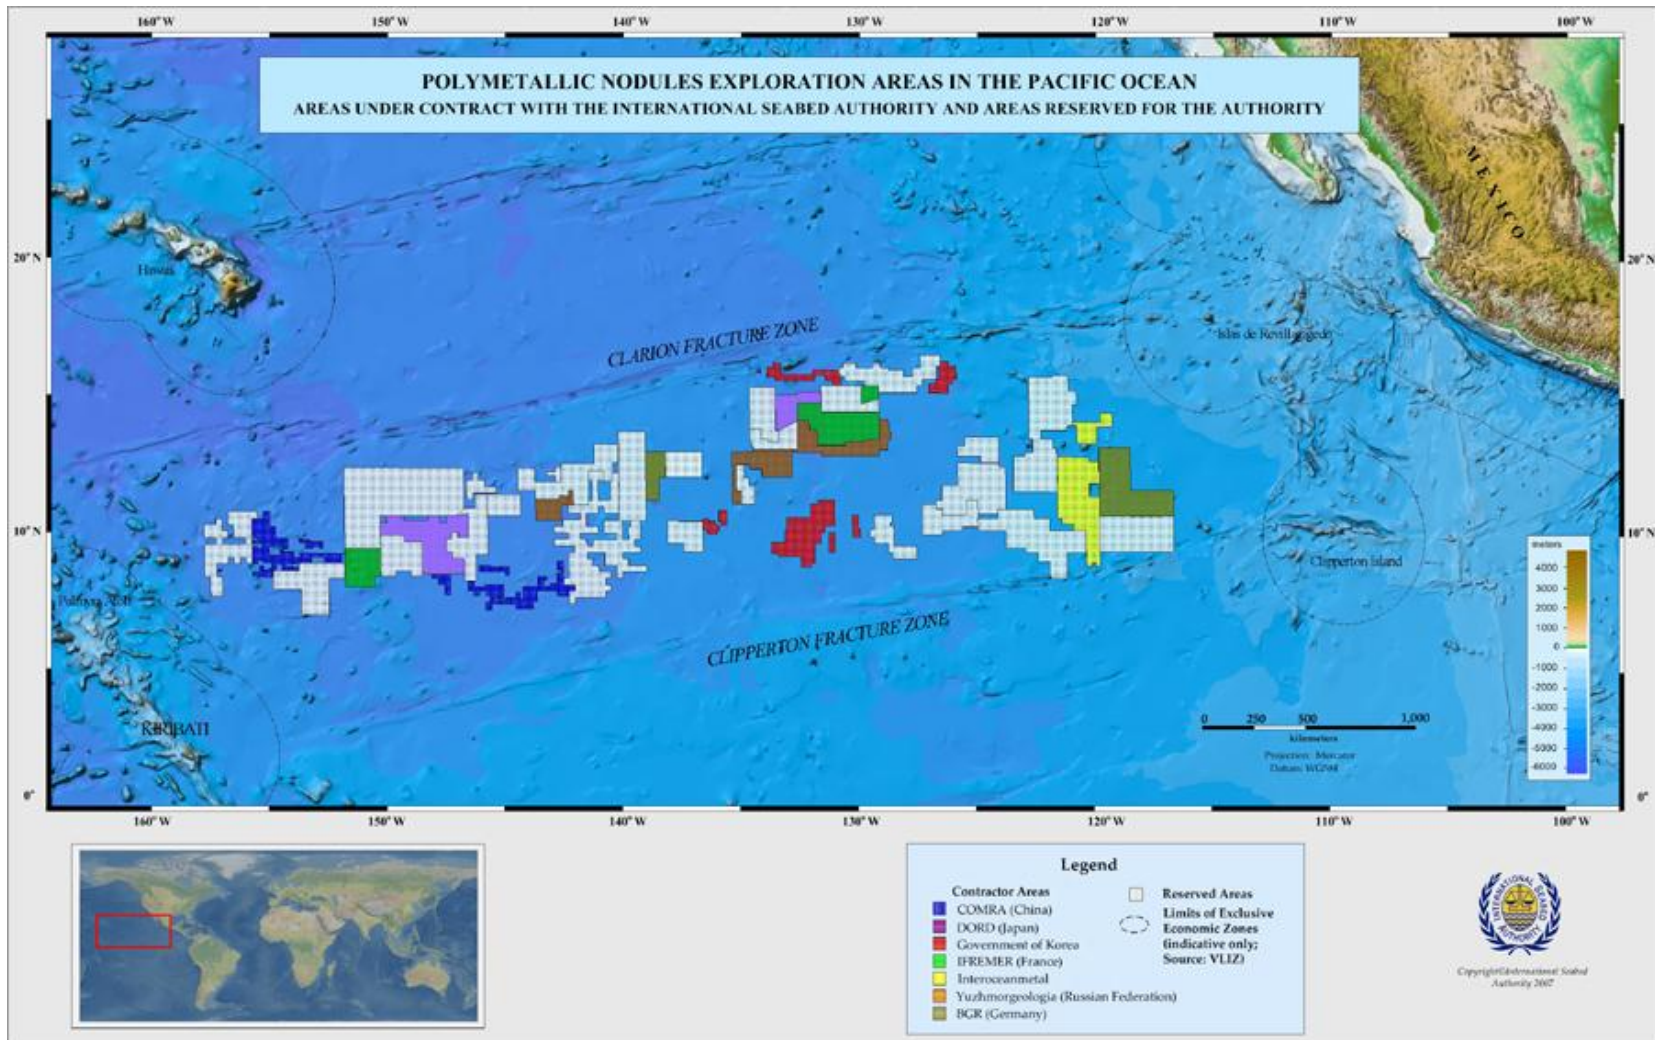 160° W 150° W 140° W 130° W 120° W 110° W 100° W
POLYMETALLIC NODULES EXPLORATION AREAS IN THE PACIFIC OCEAN
AREAS UNDER CONTRACT WITH THE INTERNATIONAL SEABED AUTHORITY AND AREAS RESERVED FOR THE AUTHORITY
MEXICO
20° N 20° N
Hawaii
CLARION FRACTURE ZONE
Islas de Revillagigedo
10° N 10° N
Clipperton Island
Palmyra Atoll
CLIPPERTON FRACTURE ZONE
KIRIBATI
meters
4000
3000
2000
1000
0
-1000
-2000
-3000
-4000
-5000
-6000
0 250 500 1,000
kilometers
Projection: Mercator
Datum: WGS84
0° 0°
160° W 150° W 140° W 130° W 120° W 110° W 100° W
Legend
Contractor Areas
COMRA (China)
DORD (Japan)
Government of Korea
IFREMER (France)
Interoceanmetal
Yuzhmorgeologia (Russian Federation)
BGR (Germany)
Reserved Areas
Limits of Exclusive
Economic Zones
(indicative only;
Source: VLIZ)
INTERNATIONAL SEABED
AUTHORITY
Copyright©International Seabed
Authority 2007